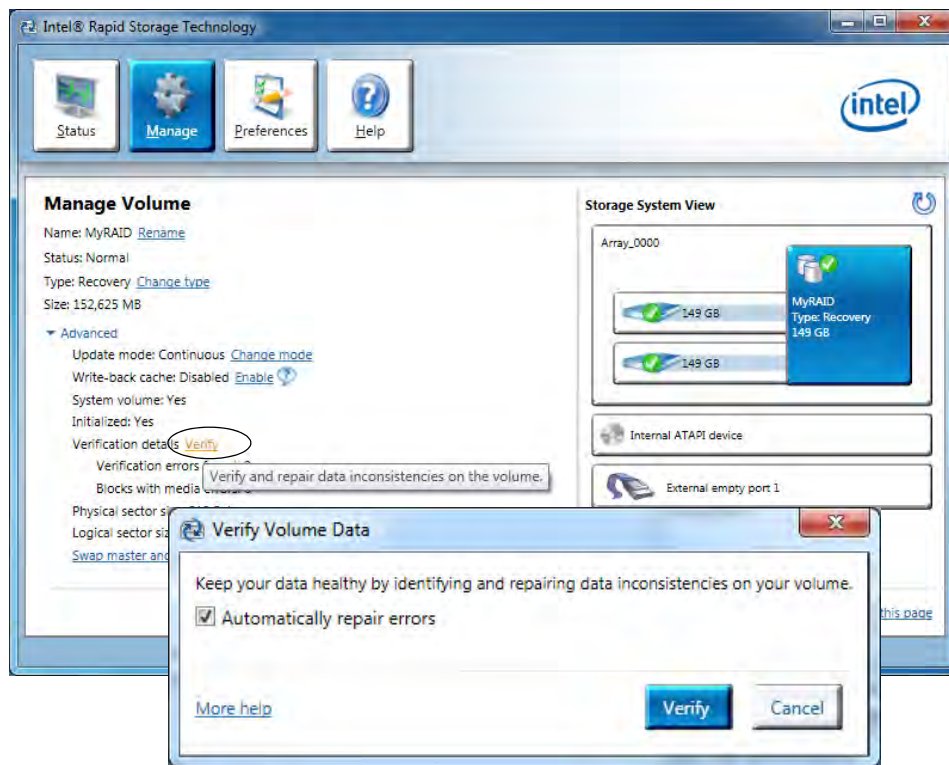 Intel® Rapid Storage Technology
Status
Manage
Preferences
Help
intel
Manage Volume
Name: MyRAID Rename
Status: Normal
Type: Recovery Change type
Size: 152,625 MB
Advanced
Update mode: Continuous Change mode
Write-back cache: Disabled Enable
System volume: Yes
Initialized: Yes
Verification details Verify
Verification errors
Verify and repair data inconsistencies on the volume.
Blocks with media
Physical sector
Logical sector
Swap master and
this page
Storage System View
Array_0000
149 GB
149 GB
MyRAID
Type: Recovery
149 GB
Internal ATAPI device
External empty port 1
Verify Volume Data
Keep your data healthy by identifying and repairing data inconsistencies on your volume.
Automatically repair errors
More help
Verify
Cancel